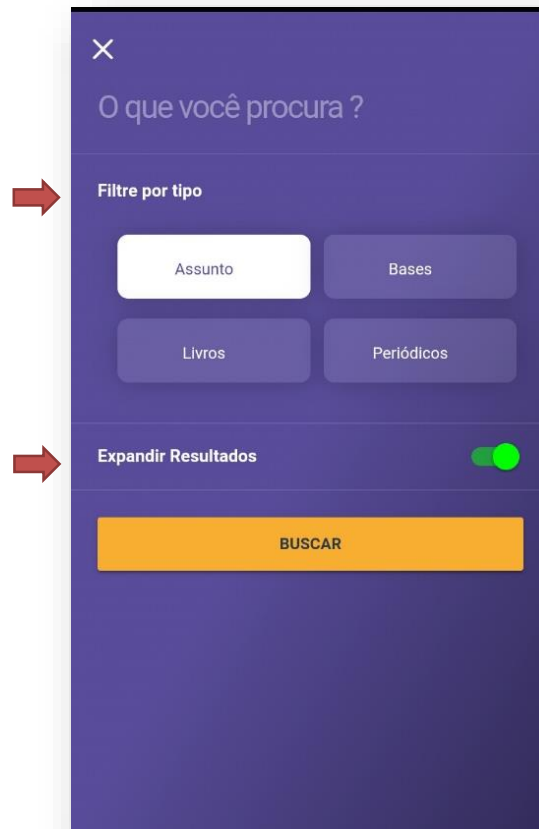 O que você procura ?
Filtre por tipo
Assunto
Bases
Livros
Periódicos
Expandir Resultados
BUSCAR